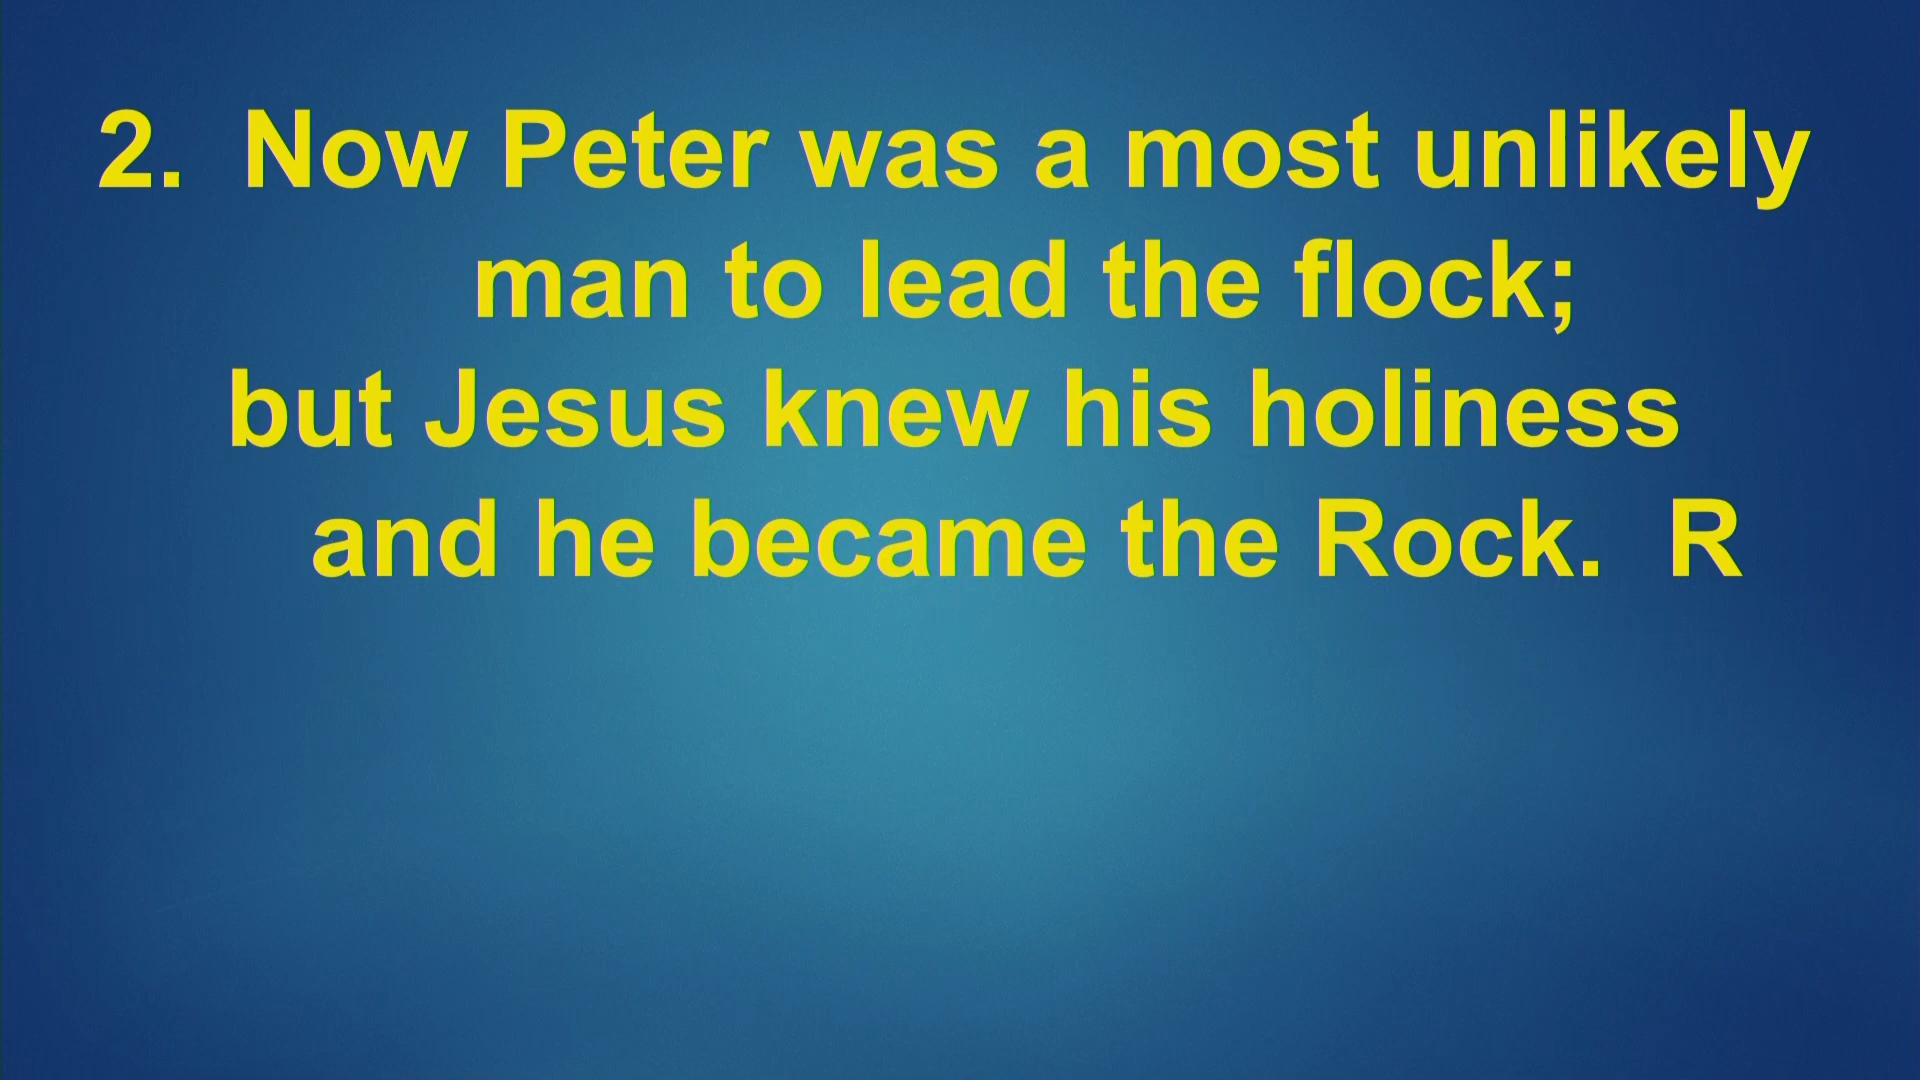 2. Now Peter was a most unlikely
man to lead the flock;
but Jesus knew his holiness
and he became the Rock. R